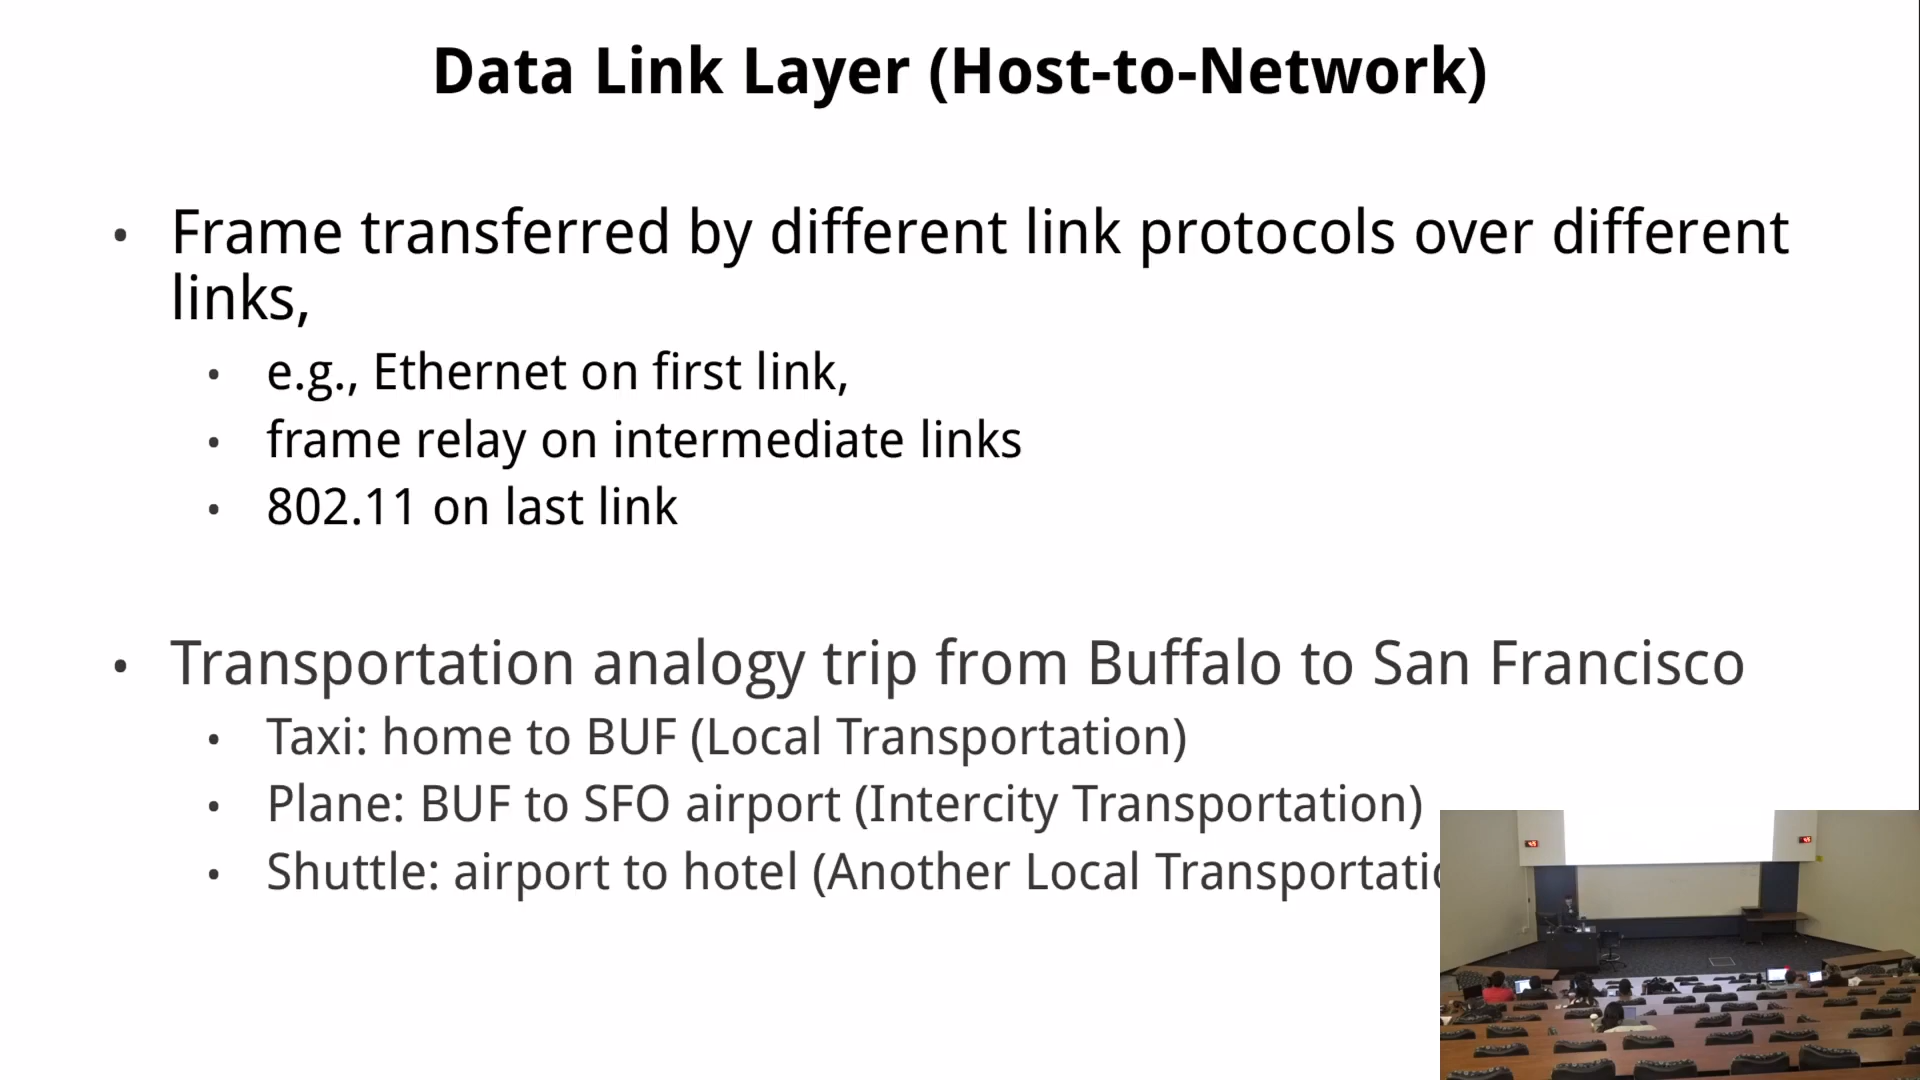 Data Link Layer (Host-to-Network)
• Frame transferred by different link protocols over different
links,
• e.g., Ethernet on first link,
• frame relay on intermediate links
• 802.11 on last link
• Transportation analogy trip from Buffalo to San Francisco
• Taxi: home to BUF (Local Transportation)
• Plane: BUF to SFO airport (Intercity Transportation)
• Shuttle: airport to hotel (Another Local Transportatio